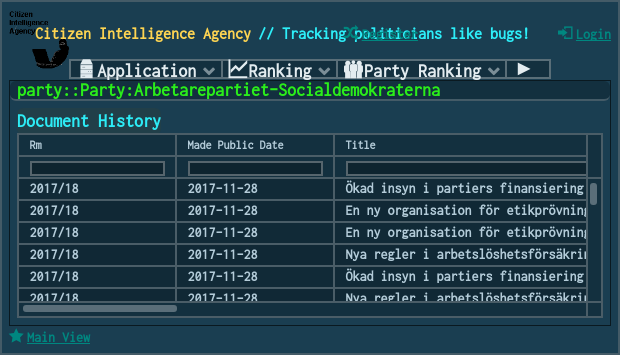 Citizen
Intelligence
Agency
Citizen Intelligence Agency // Tracking politicians like bugs!
Login
Application Ranking Party Ranking
party::Party:Arbetarepartiet-Socialdemokraterna
Document History
Rm Made Public Date Title
2017/18 2017-11-28 Ökad insyn i partiers finansiering
2017/18 2017-11-28 En ny organisation för etikprövning
2017/18 2017-11-28 En ny organisation för etikprövning
2017/18 2017-11-28 Nya regler i arbetslöshetsförsäkrin
2017/18 2017-11-28 Ökad insyn i partiers finansiering
2017/18 2017-11-28 Nya regler i arbetslöshetsförsäkrin
Main View